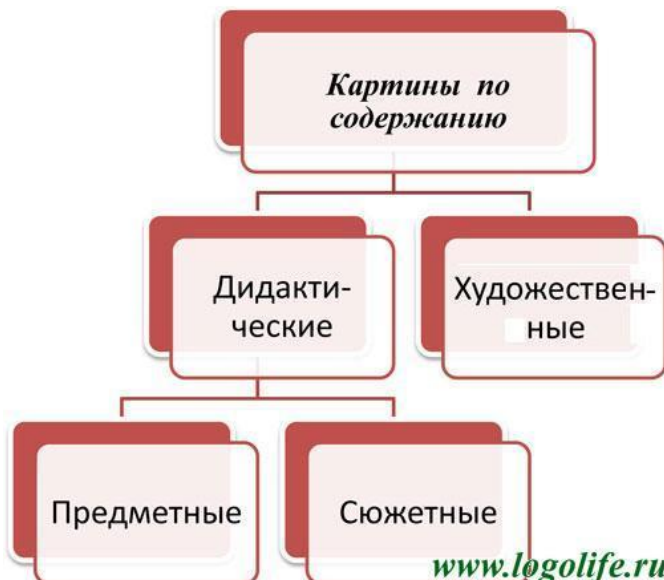 Картины по
содержанию
Дидакти-
ческие
Художествен-
ные
Предметные
Сюжетные
www.logolife.ru